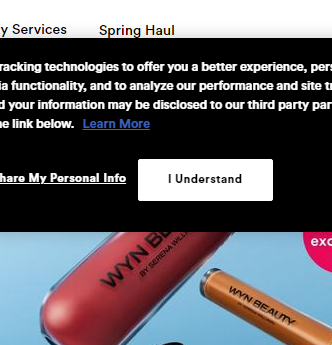 y Services Spring Haul
racking technologies to offer you a better experience, pers
ia functionality, and to analyze our performance and site tr
d your information may be disclosed to our third party par
e link below. Learn More
hare My Personal Info I Understand
exc
WYN BE
BY SERENA WILL
WYN BEAUTY